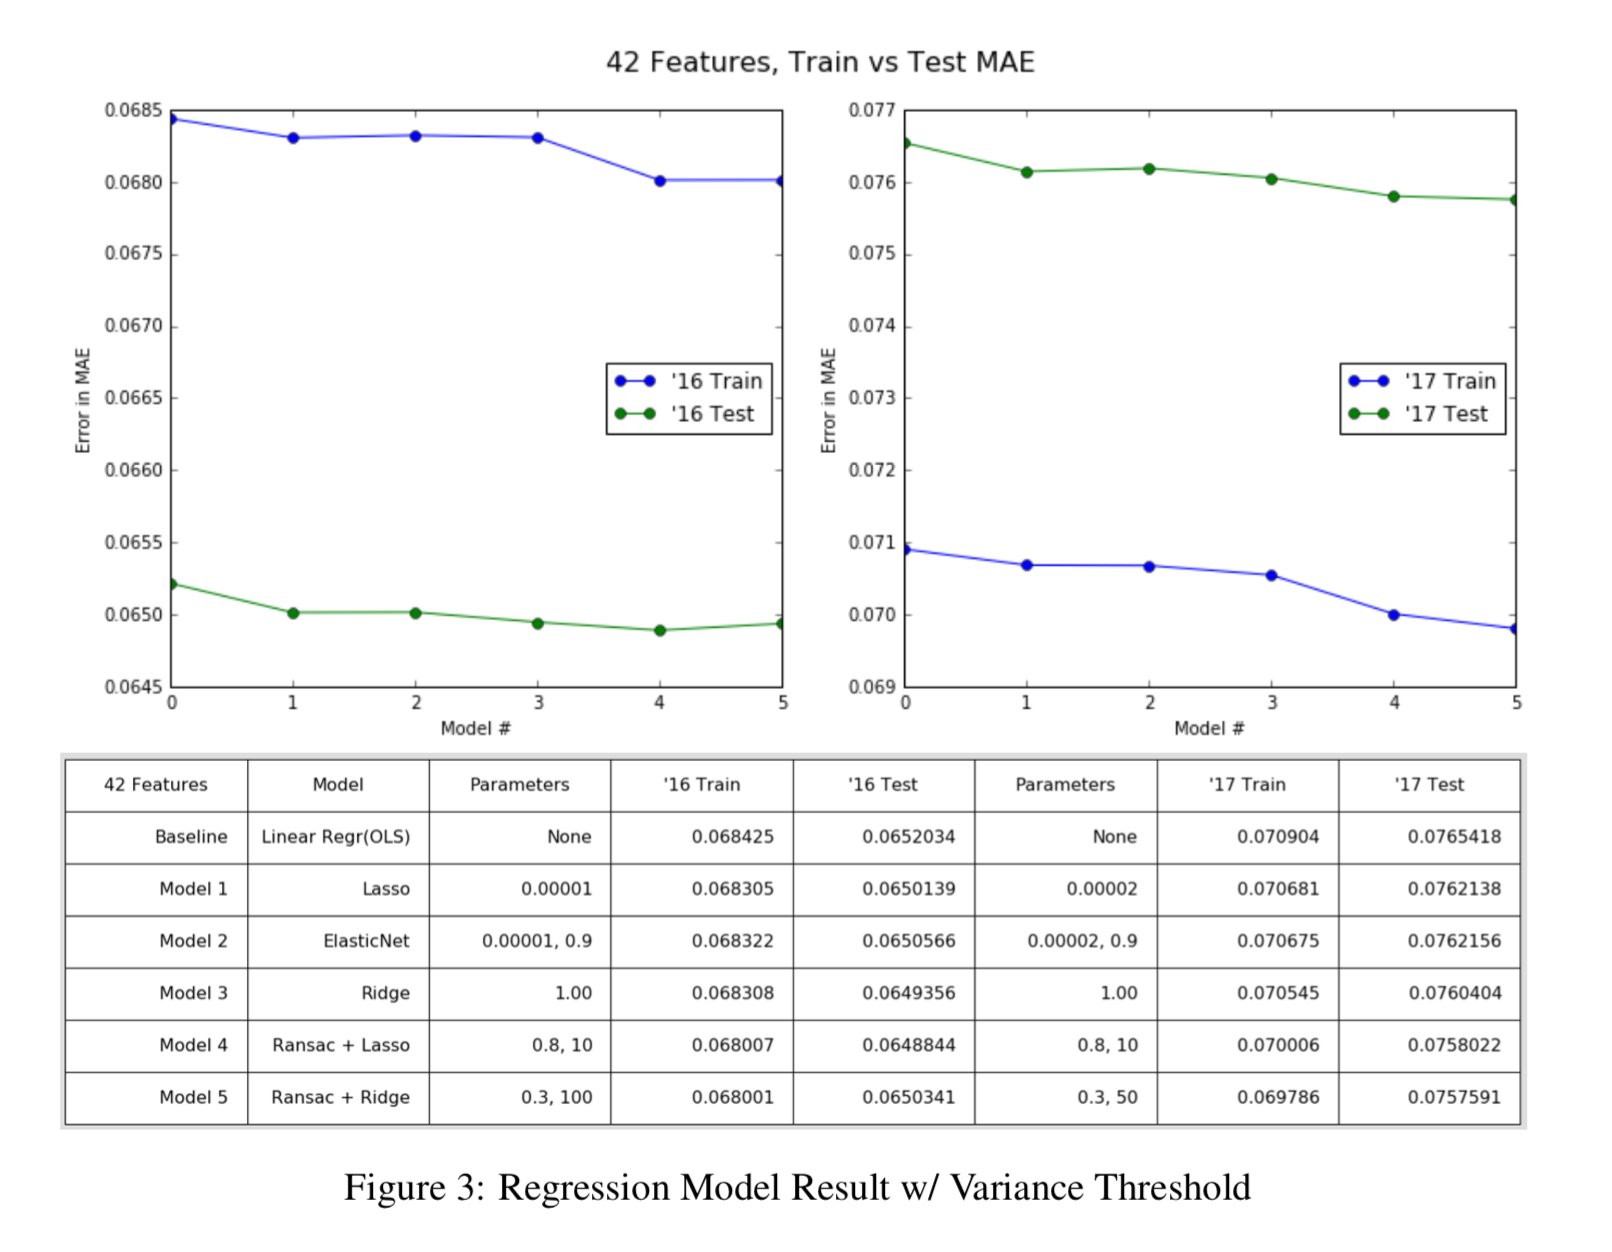 42 Features, Train vs Test MAE
0.0685
0.0680
0.0675
0.0670
0.0665
0.0660
0.0655
0.0650
0.0645
Error in MAE
'16 Train
'16 Test
0 1 2 3 4 5
Model #
0.077
0.076
0.075
0.074
0.073
0.072
0.071
0.070
0.069
Error in MAE
'17 Train
'17 Test
0 1 2 3 4 5
Model #
42 Features Model Parameters '16 Train '16 Test Parameters '17 Train '17 Test
Baseline Linear Regr(OLS) None 0.068425 0.0652034 None 0.070904 0.0765418
Model 1 Lasso 0.00001 0.068305 0.0650139 0.00002 0.070681 0.0762138
Model 2 ElasticNet 0.00001, 0.9 0.068322 0.0650566 0.00002, 0.9 0.070675 0.0762156
Model 3 Ridge 1.00 0.068308 0.0649356 1.00 0.070545 0.0760404
Model 4 Ransac + Lasso 0.8, 10 0.068007 0.0648844 0.8, 10 0.070006 0.0758022
Model 5 Ransac + Ridge 0.3, 100 0.068001 0.0650341 0.3, 50 0.069786 0.0757591
Figure 3: Regression Model Result w/ Variance Threshold